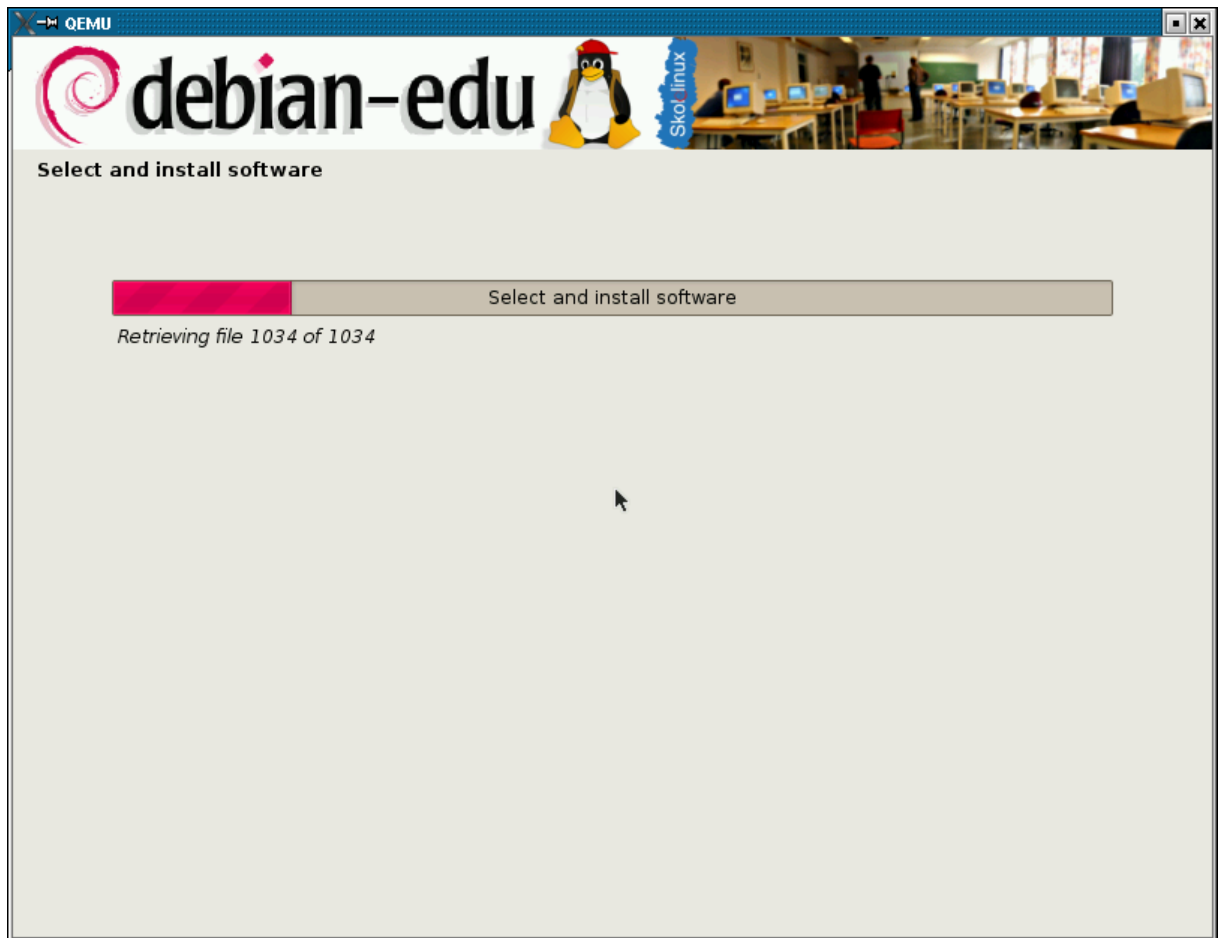 QEMU
debian-edu
Skolelinux
Select and install software
Select and install software
Retrieving file 1034 of 1034